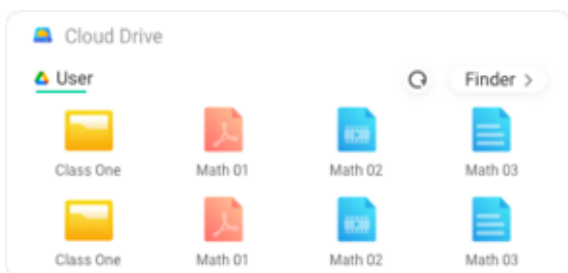 Cloud Drive
User
Finder >
Class One Math 01 Math 02 Math 03
Class One Math 01 Math 02 Math 03